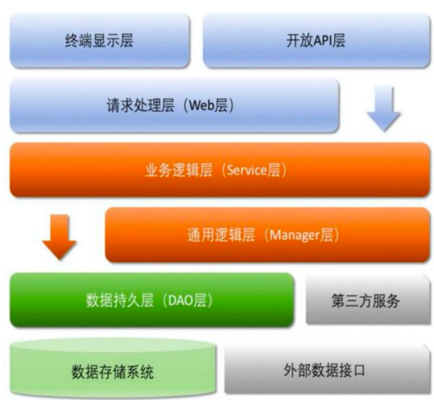 终端显示层
开放API层
请求处理层（Web层）
业务逻辑层（Service层）
通用逻辑层（Manager层）
数据持久层（DAO层）
第三方服务
数据存储系统
外部数据接口